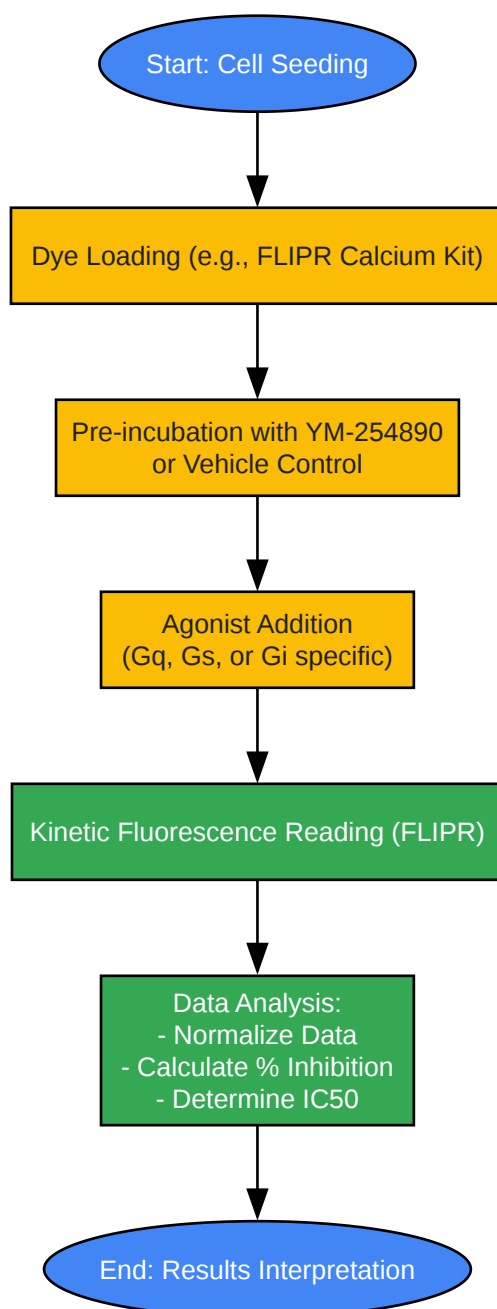 Start: Cell Seeding
Dye Loading (e.g., FLIPR Calcium Kit)
Pre-incubation with YM-254890
or Vehicle Control
Agonist Addition
(Gq, Gs, or Gi specific)
Kinetic Fluorescence Reading (FLIPR)
Data Analysis:
- Normalize Data
- Calculate % Inhibition
- Determine IC50
End: Results Interpretation